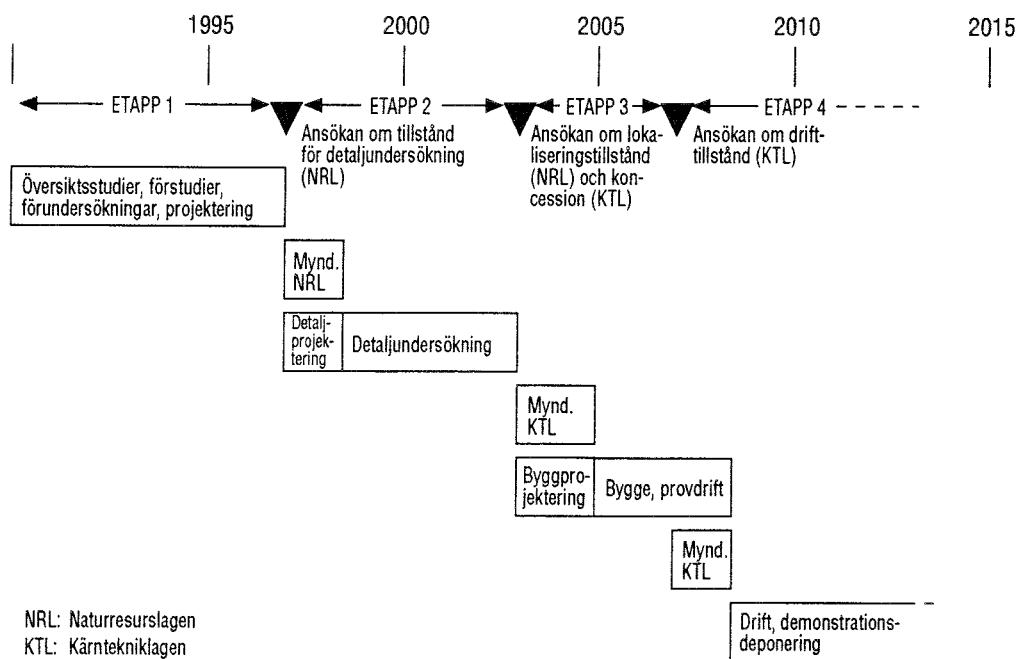 1995 2000 2005 2010 2015
ETAPP 1 ETAPP 2 ETAPP 3 ETAPP 4
Ansökan om tillstånd
för detaljundersökning
(NRL)
Ansökan om loka-
liseringstillstånd
(NRL) och kon-
cession (KTL)
Ansökan om drift-
tillstånd (KTL)
Översiktsstudier, förstudier,
förundersökningar, projektering
Mynd.
NRL
Detalj-
projek-
tering
Detaljundersökning
Mynd.
KTL
Byggpro-
jektering
Bygge, provdrift
Mynd.
KTL
Drift, demonstrations-
deponering
NRL: Naturresurslagen
KTL: Kärntekniklagen